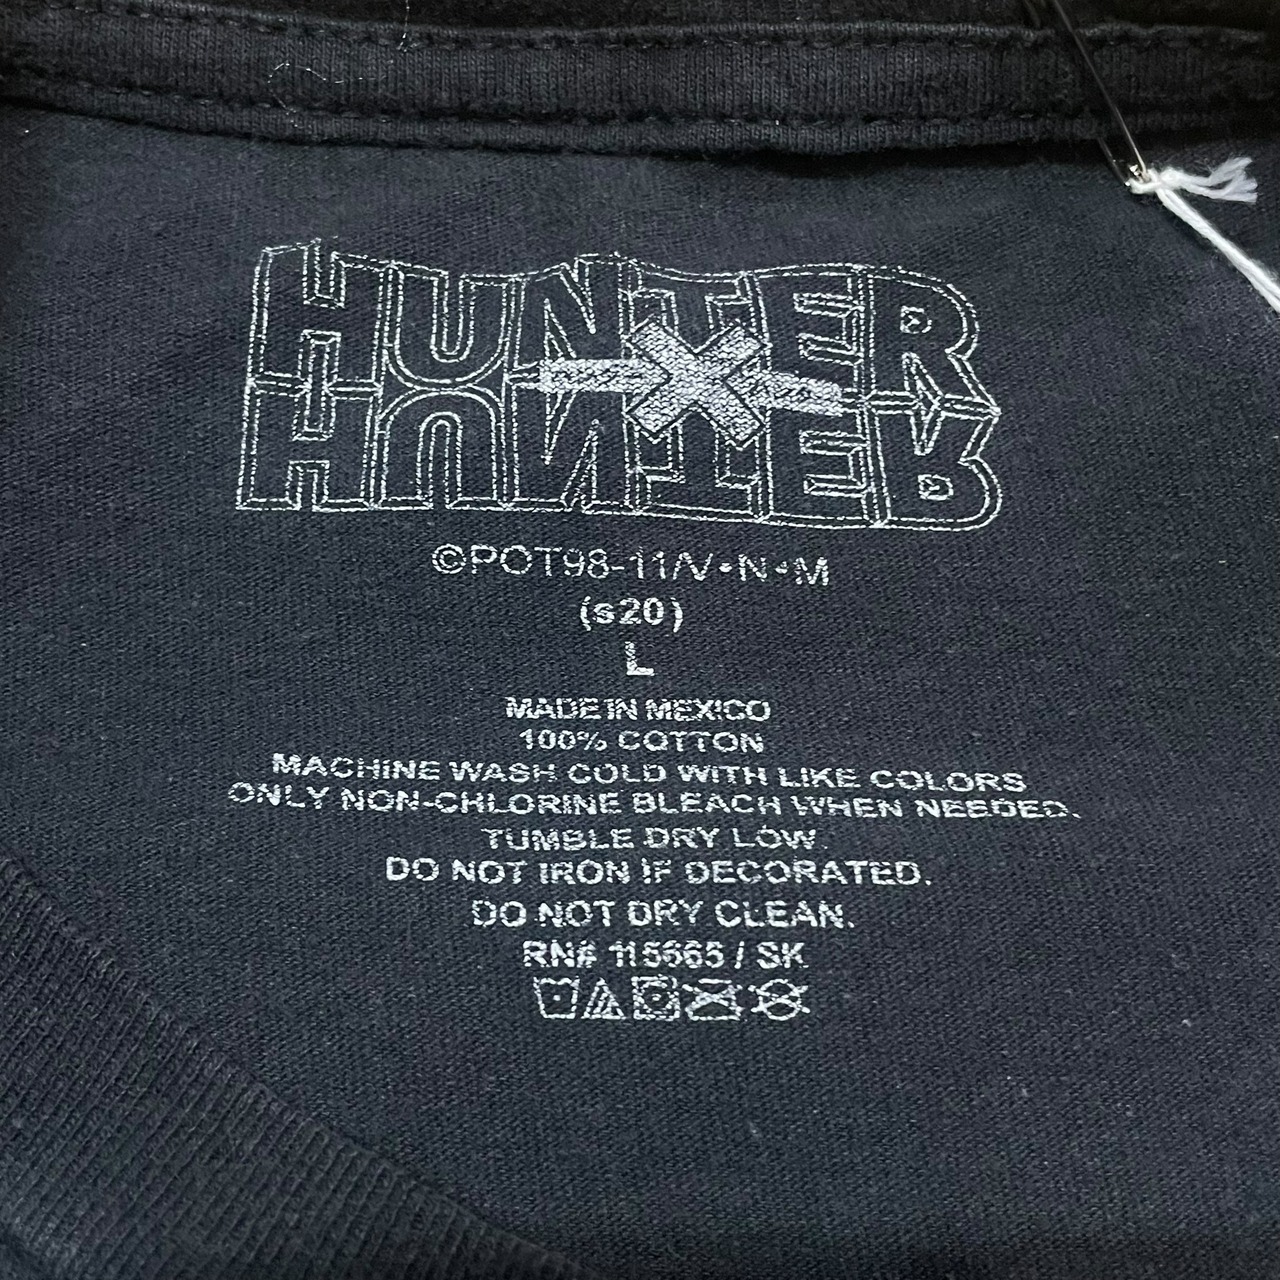 HUNTER
X
HUNTER
©POT98-11/V•N•M
(s20)
L
MADE IN MEXICO
100% COTTON
MACHINE WASH COLD WITH LIKE COLORS
ONLY NON-CHLORINE BLEACH WHEN NEEDED.
TUMBLE DRY LOW.
DO NOT IRON IF DECORATED.
DO NOT DRY CLEAN.
RN# 115665 / SK